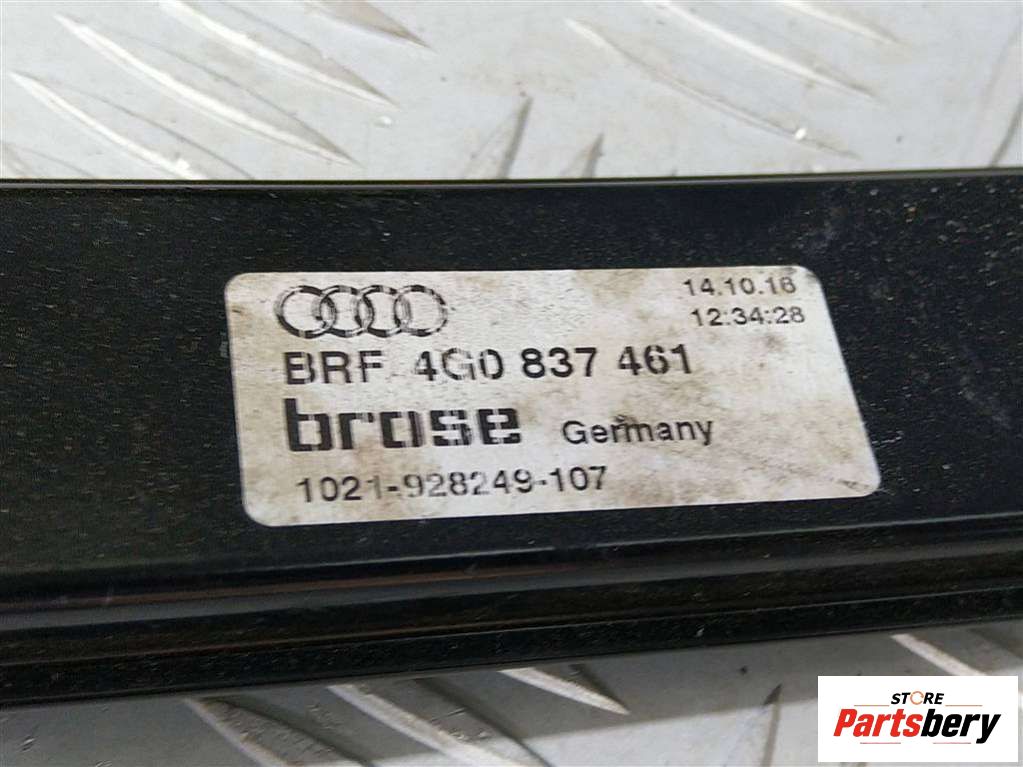 14.10.16
12:34:28
BRF 4G0 837 461
brose Germany
1021-928249-107
STORE
Partsbery